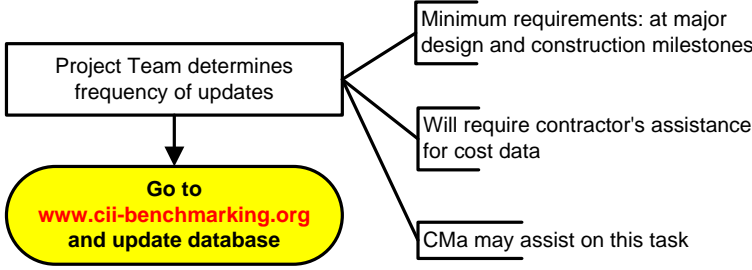 Project Team determines
frequency of updates
Go to
www.cii-benchmarking.org
and update database
Minimum requirements: at major
design and construction milestones
Will require contractor's assistance
for cost data
CMa may assist on this task